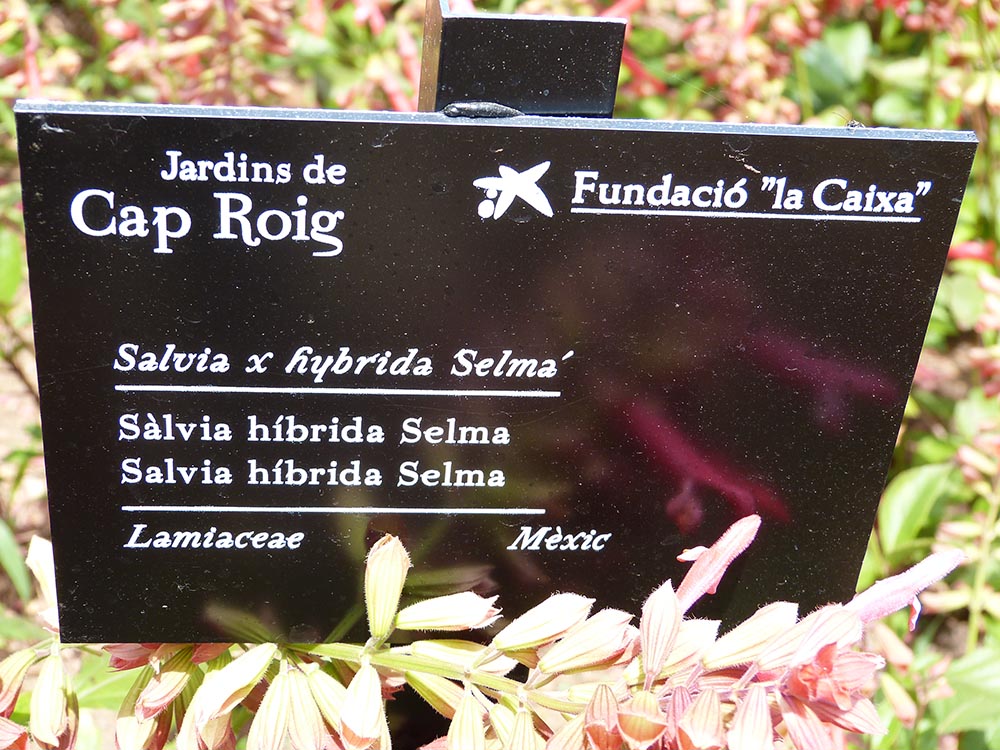 Jardins de
Cap Roig
Fundació "la Caixa"
Salvia x hybrida Selma´
Sàlvia híbrida Selma
Salvia híbrida Selma
Lamiaceae Mèxic